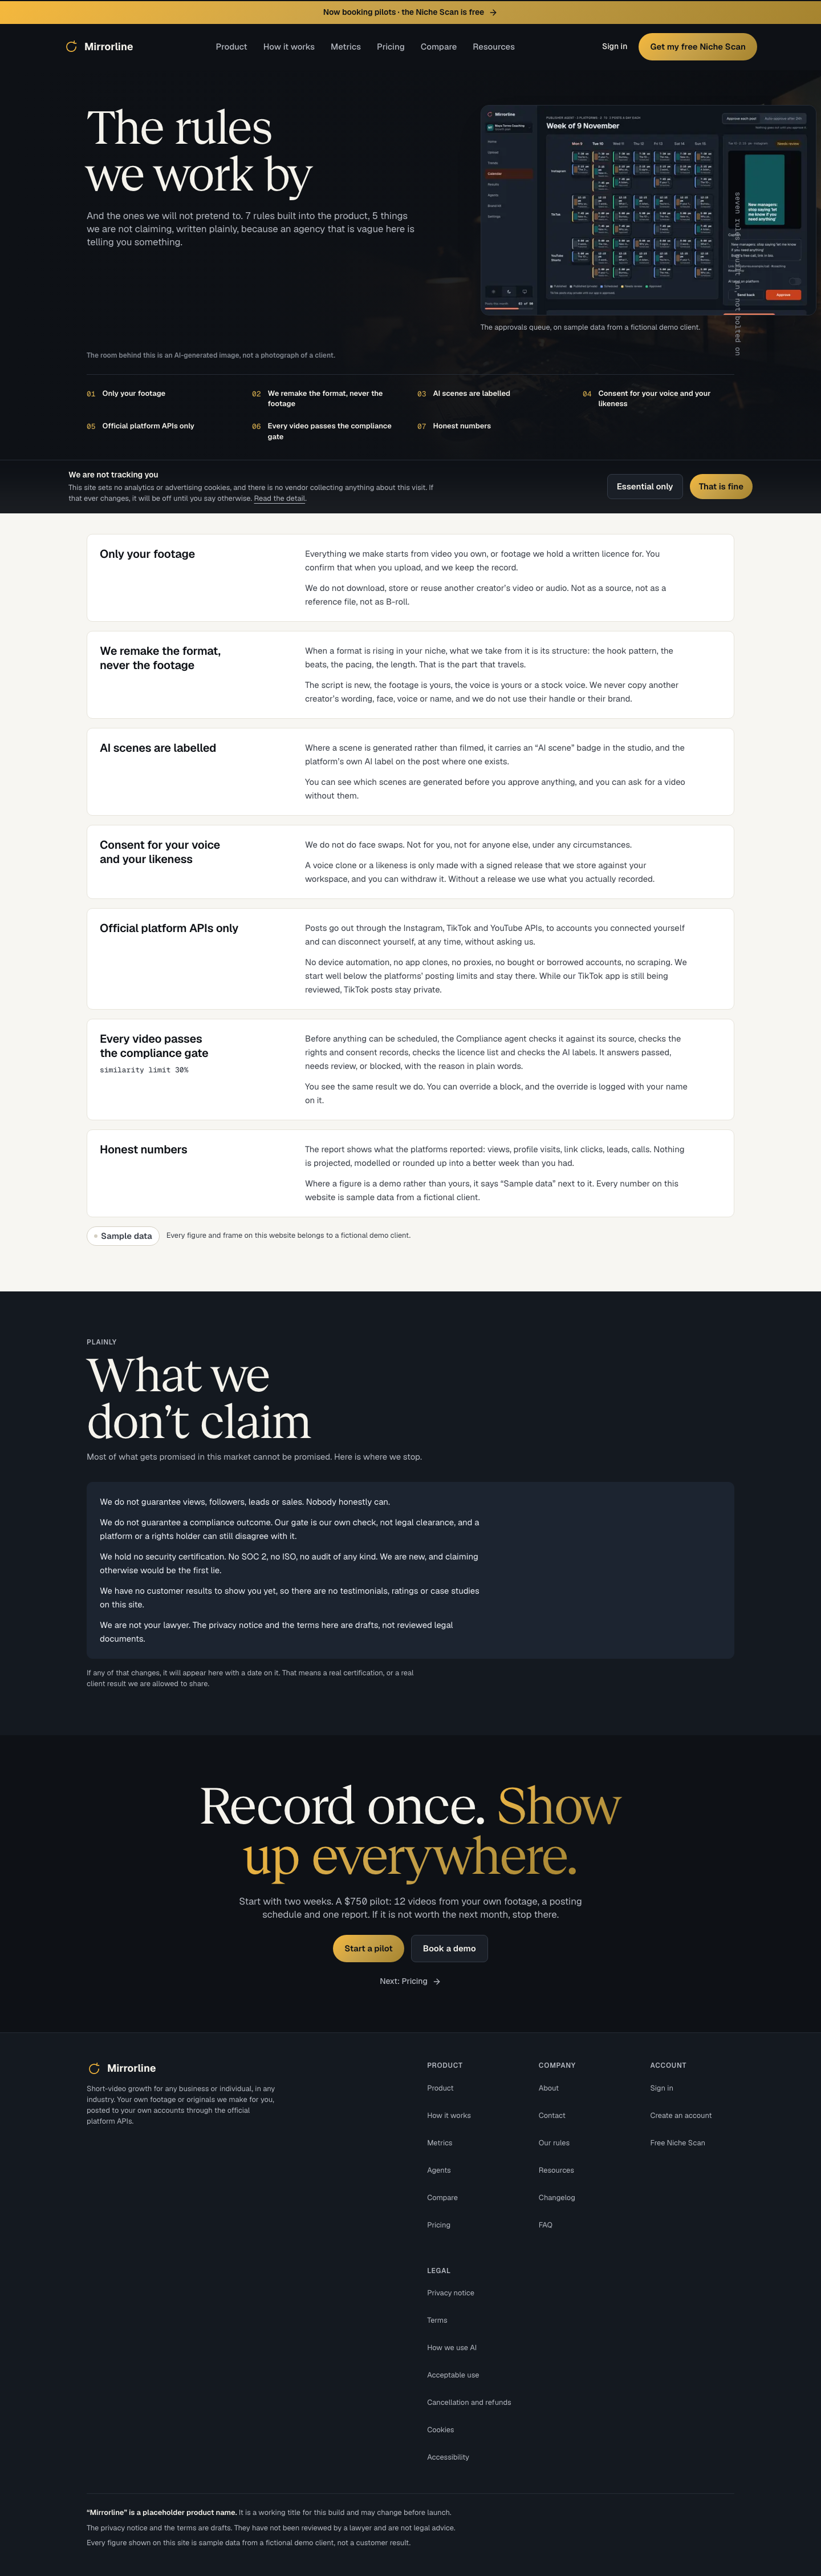 Now booking pilots · the Niche Scan is free →
Mirrorline
Product
How it works
Metrics
Pricing
Compare
Resources
Sign in
Get my free Niche Scan
The rules
we work by
And the ones we will not pretend to. 7 rules built into the product, 5 things
we are not claiming, written plainly, because an agency that is vague here is
telling you something.
Mirrorline
Week of 9 November
Mon 9
Tue 10
Wed 11
Thu 12
Fri 13
Sat 14
Sun 15
Instagram
TikTok
YouTube
New managers:
stop saying 'let
me know if you
need anything'
Send back
Approve
The approvals queue, on sample data from a fictional demo client.
The room behind this is an AI-generated image, not a photograph of a client.
01 Only your footage
02 We remake the format, never the
footage
03 AI scenes are labelled
04 Consent for your voice and your
likeness
05 Official platform APIs only
06 Every video passes the compliance
gate
07 Honest numbers
We are not tracking you
This site sets no analytics or advertising cookies, and there is no vendor collecting anything about this visit. If
that ever changes, it will be off until you say otherwise. Read the detail.
Essential only
That is fine
Only your footage
Everything we make starts from video you own, or footage we hold a written licence for. You
confirm that when you upload, and we keep the record.
We do not download, store or reuse another creator’s video or audio. Not as a source, not as a
reference file, not as B-roll.
We remake the format,
never the footage
When a format is rising in your niche, what we take from it is its structure: the hook pattern, the
beats, the pacing, the length. That is the part that travels.
The script is new, the footage is yours, the voice is yours or a stock voice. We never copy another
creator’s wording, face, voice or name, and we do not use their handle or their brand.
AI scenes are labelled
Where a scene is generated rather than filmed, it carries an “AI scene” badge in the studio, and the
platform’s own AI label on the post where one exists.
You can see which scenes are generated before you approve anything, and you can ask for a video
without them.
Consent for your voice
and your likeness
We do not do face swaps. Not for you, not for anyone else, under any circumstances.
A voice clone or a likeness is only made with a signed release that we store against your
workspace, and you can withdraw it. Without a release we use what you actually recorded.
Official platform APIs only
Posts go out through the Instagram, TikTok and YouTube APIs, to accounts you connected yourself
and can disconnect yourself, at any time, without asking us.
No device automation, no app clones, no proxies, no bought or borrowed accounts, no scraping. We
start well below the platforms’ posting limits and stay there. While our TikTok app is still being
reviewed, TikTok posts stay private.
Every video passes
the compliance gate
similarity limit 30%
Before anything can be scheduled, the Compliance agent checks it against its source, checks the
rights and consent records, checks the licence list and checks the AI labels. It answers passed,
needs review, or blocked, with the reason in plain words.
You see the same result we do. You can override a block, and the override is logged with your name
on it.
Honest numbers
The report shows what the platforms reported: views, profile visits, link clicks, leads, calls. Nothing
is projected, modelled or rounded up into a better week than you had.
Where a figure is a demo rather than yours, it says “Sample data” next to it. Every number on this
website is sample data from a fictional client.
Sample data
Every figure and frame on this website belongs to a fictional demo client.
PLAINLY
What we
don’t claim
Most of what gets promised in this market cannot be promised. Here is where we stop.
We do not guarantee views, followers, leads or sales. Nobody honestly can.
We do not guarantee a compliance outcome. Our gate is our own check, not legal clearance, and a
platform or a rights holder can still disagree with it.
We hold no security certification. No SOC 2, no ISO, no audit of any kind. We are new, and claiming
otherwise would be the first lie.
We have no customer results to show you yet, so there are no testimonials, ratings or case studies
on this site.
We are not your lawyer. The privacy notice and the terms here are drafts, not reviewed legal
documents.
If any of that changes, it will appear here with a date on it. That means a real certification, or a real
client result we are allowed to share.
Record once. Show
up everywhere.
Start with two weeks. A $750 pilot: 12 videos from your own footage, a posting
schedule and one report. If it is not worth the next month, stop there.
Start a pilot
Book a demo
Next: Pricing →
Mirrorline
Short-video growth for any business or individual, in any
industry. Your own footage or originals we make for you,
posted to your own accounts through the official
platform APIs.
PRODUCT
Product
How it works
Metrics
Agents
Compare
Pricing
COMPANY
About
Contact
Our rules
Resources
Changelog
FAQ
ACCOUNT
Sign in
Create an account
Free Niche Scan
LEGAL
Privacy notice
Terms
How we use AI
Acceptable use
Cancellation and refunds
Cookies
Accessibility
“Mirrorline” is a placeholder product name. It is a working title for this build and may change before launch.
The privacy notice and the terms are drafts. They have not been reviewed by a lawyer and are not legal advice.
Every figure shown on this site is sample data from a fictional demo client, not a customer result.